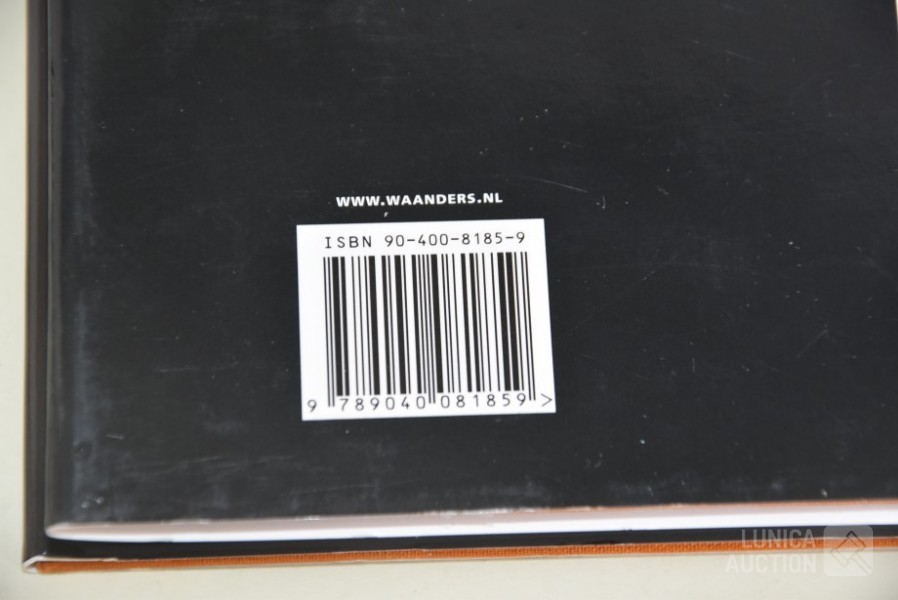 WWW.WAANDERS.NL
ISBN 90-400-8185-9
9 789040 081859 >
LUNICA
AUCTION